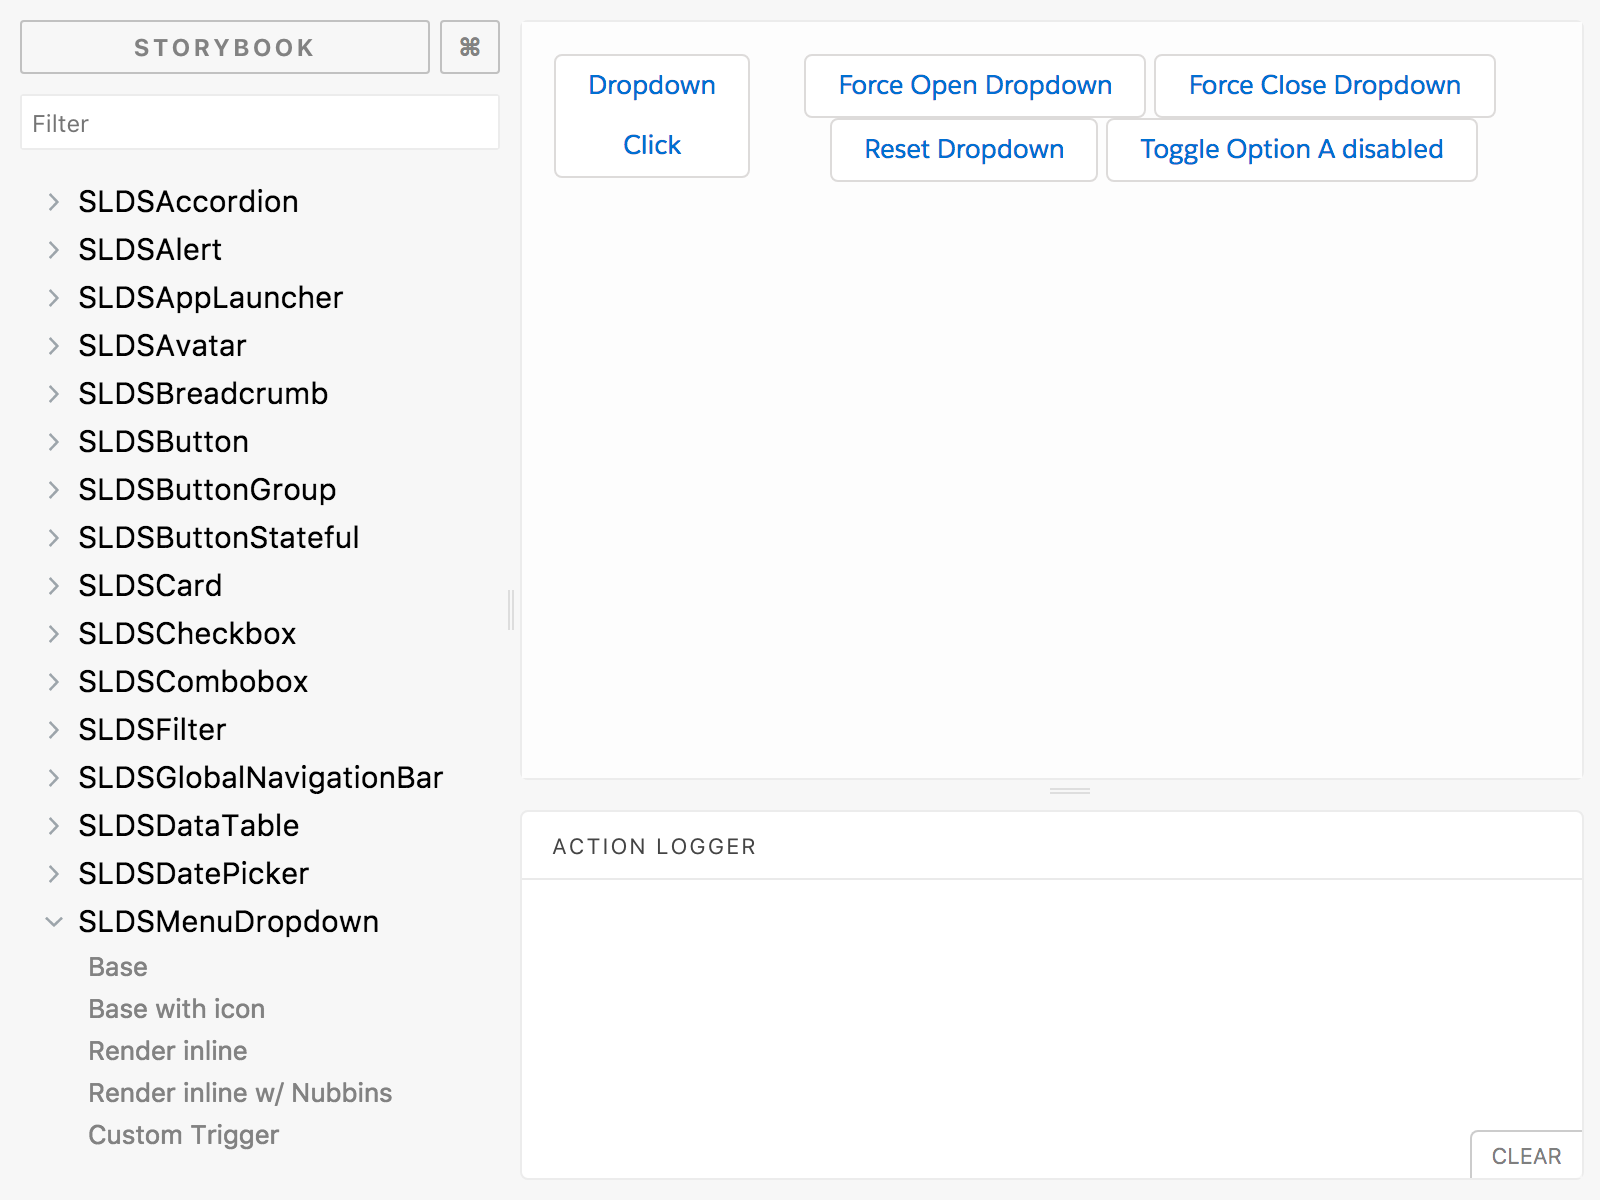 STORYBOOK
⌘
Filter
SLDSAccordion
SLDSAlert
SLDSAppLauncher
SLDSAvatar
SLDSBreadcrumb
SLDSButton
SLDSButtonGroup
SLDSButtonStateful
SLDSCard
SLDSCheckbox
SLDSCombobox
SLDSFilter
SLDSGlobalNavigationBar
SLDSDataTable
SLDSDatePicker
SLDSMenuDropdown
Base
Base with icon
Render inline
Render inline w/ Nubbins
Custom Trigger
Dropdown
Click
Force Open Dropdown
Force Close Dropdown
Reset Dropdown
Toggle Option A disabled
ACTION LOGGER
CLEAR